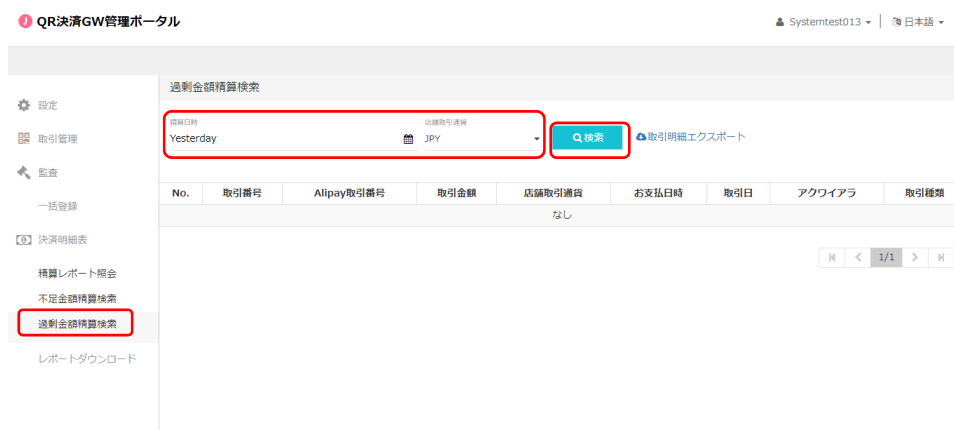 J QR決済GW管理ポータル
Systemtest013
日本語
設定
取引管理
監査
一括登録
決済明細表
精算レポート照会
不足金額精算検索
過剰金額精算検索
レポートダウンロード
過剰金額精算検索
精算日時
店舗取引通貨
Yesterday
JPY
検索
取引明細エクスポート
No. 取引番号 Alipay取引番号 取引金額 店舗取引通貨 お支払日時 取引日 アクワイアラ 取引種類
なし
1/1